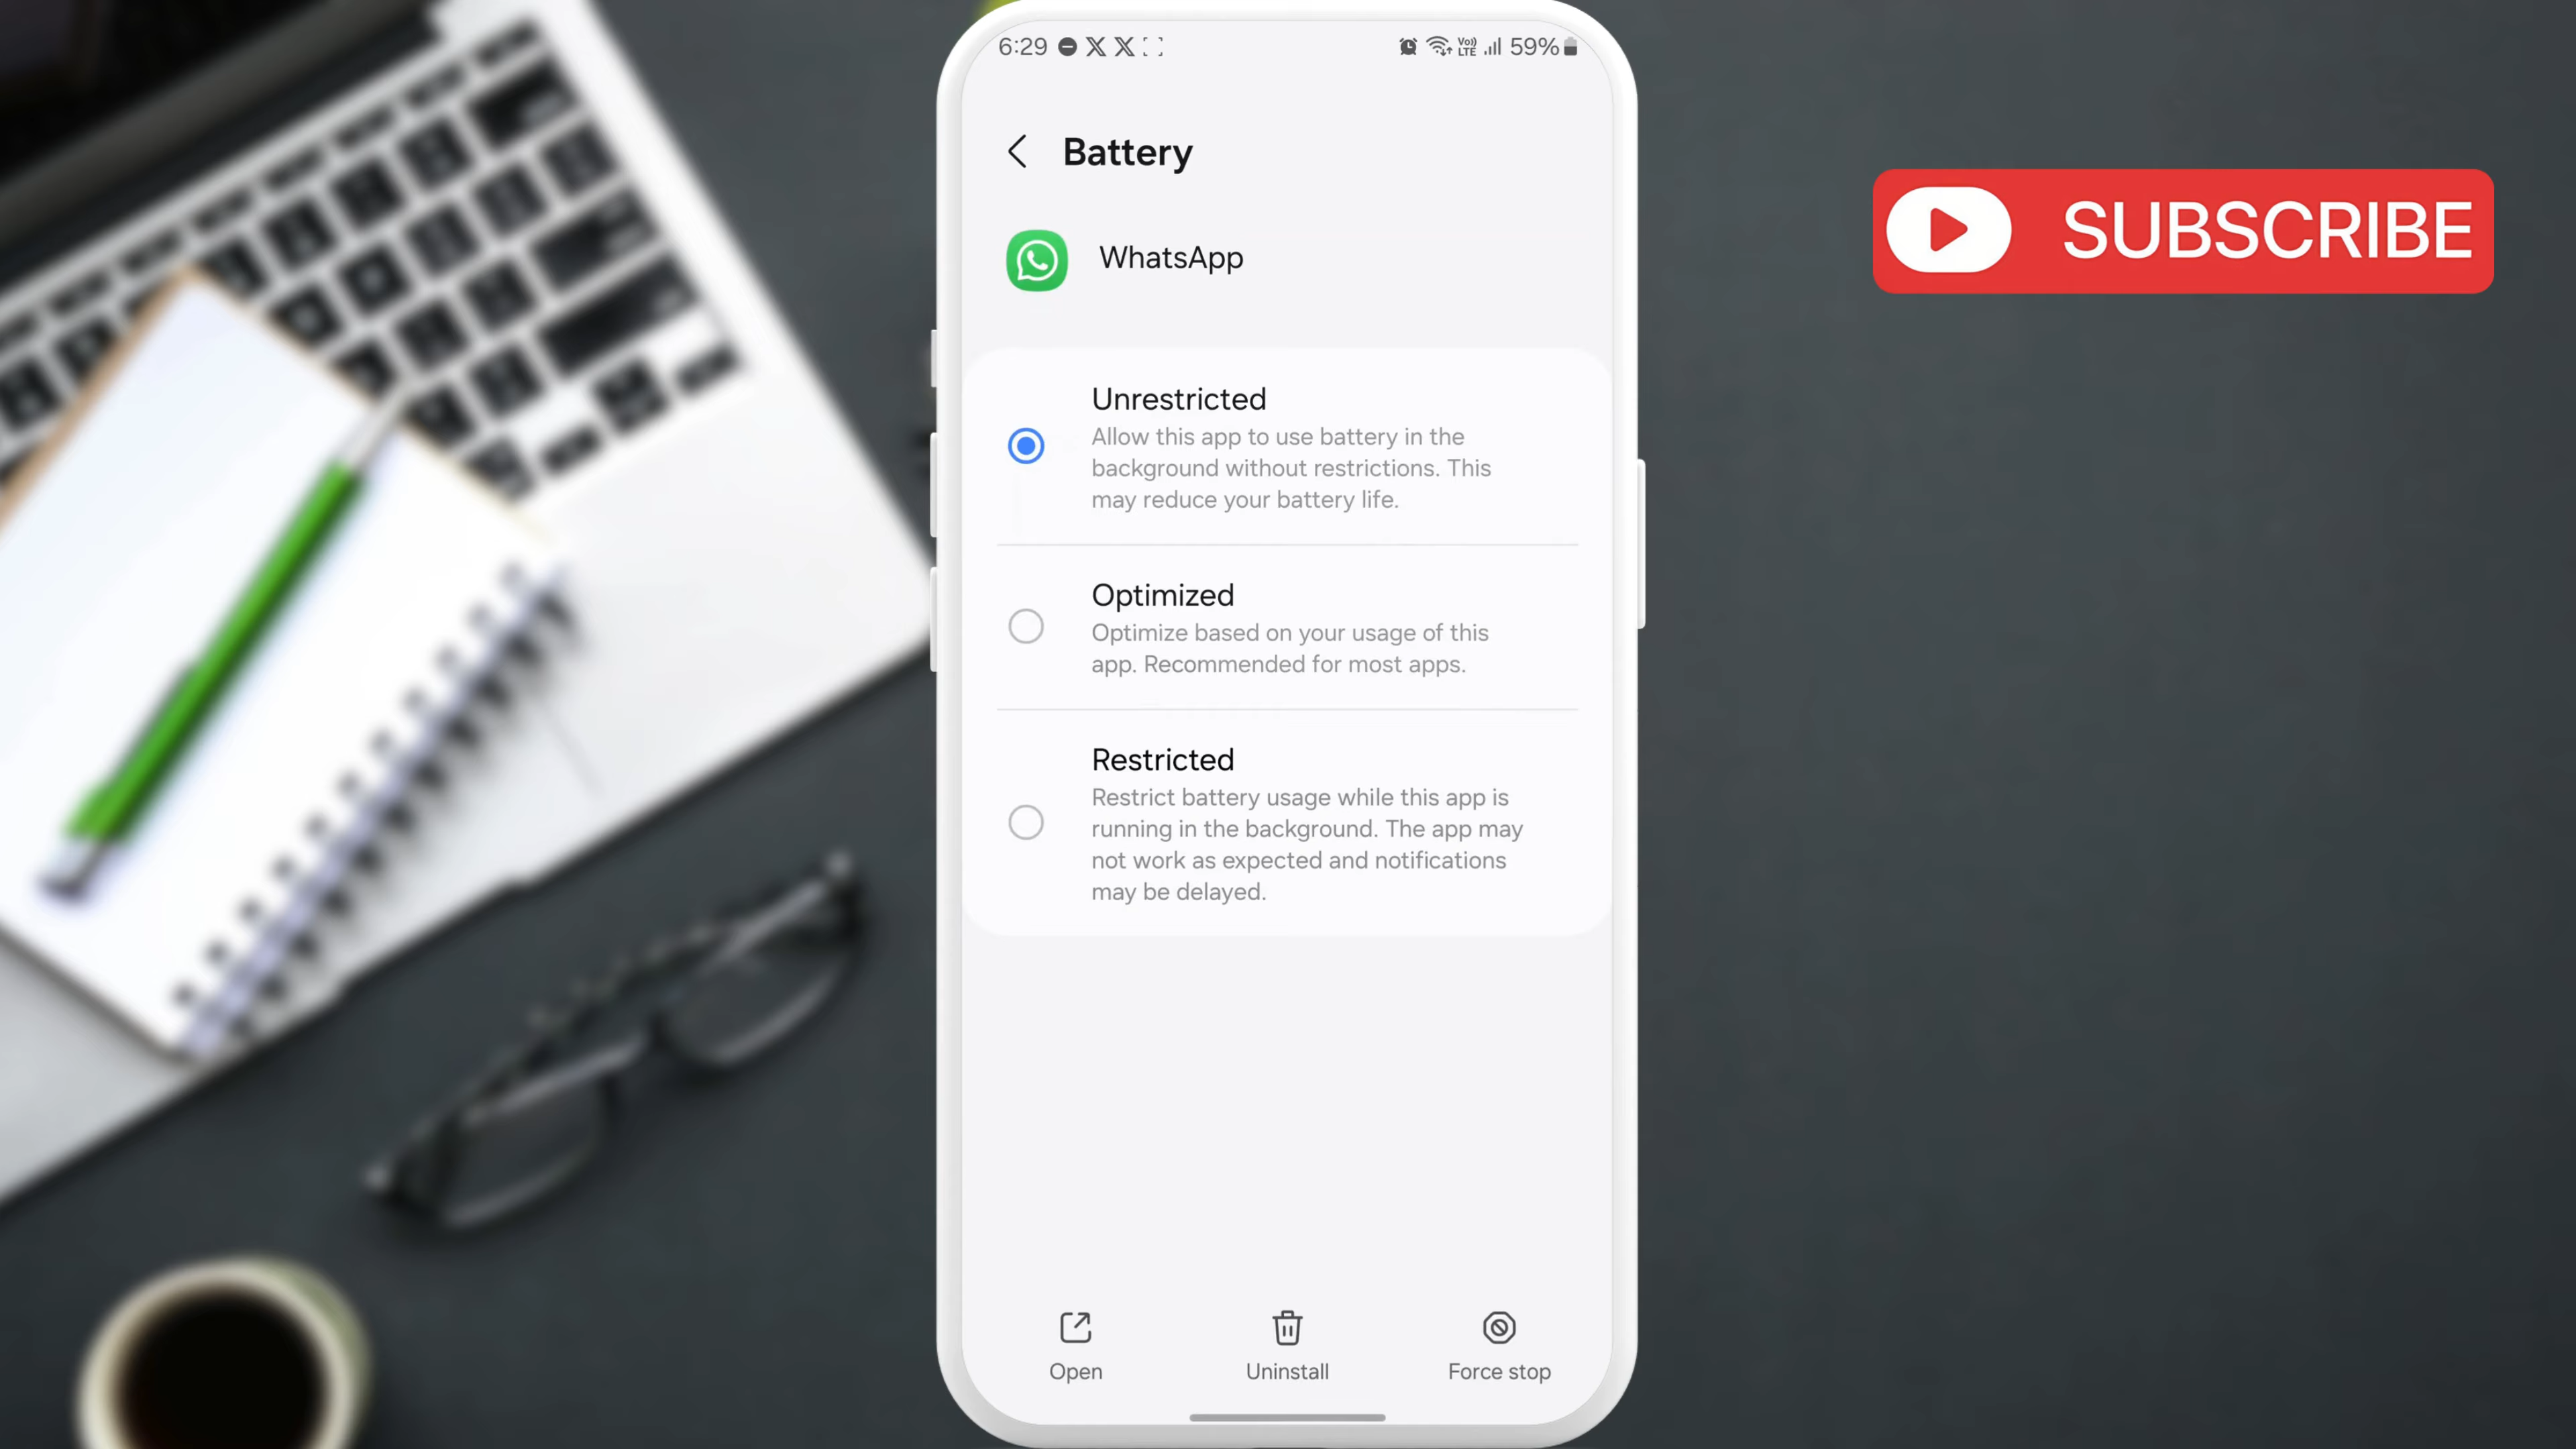 6:29
Vo))
LTE
59%
Battery
WhatsApp
Unrestricted
Allow this app to use battery in the
background without restrictions. This
may reduce your battery life.
Optimized
Optimize based on your usage of this
app. Recommended for most apps.
Restricted
Restrict battery usage while this app is
running in the background. The app may
not work as expected and notifications
may be delayed.
Open
Uninstall
Force stop
SUBSCRIBE